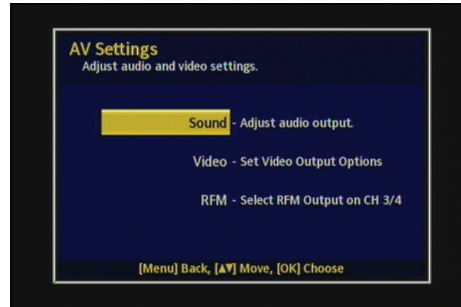 AV Settings
Adjust audio and video settings.
Sound - Adjust audio output.
Video - Set Video Output Options
RFM - Select RFM Output on CH 3/4
[Menu] Back, [▲▼] Move, [OK] Choose